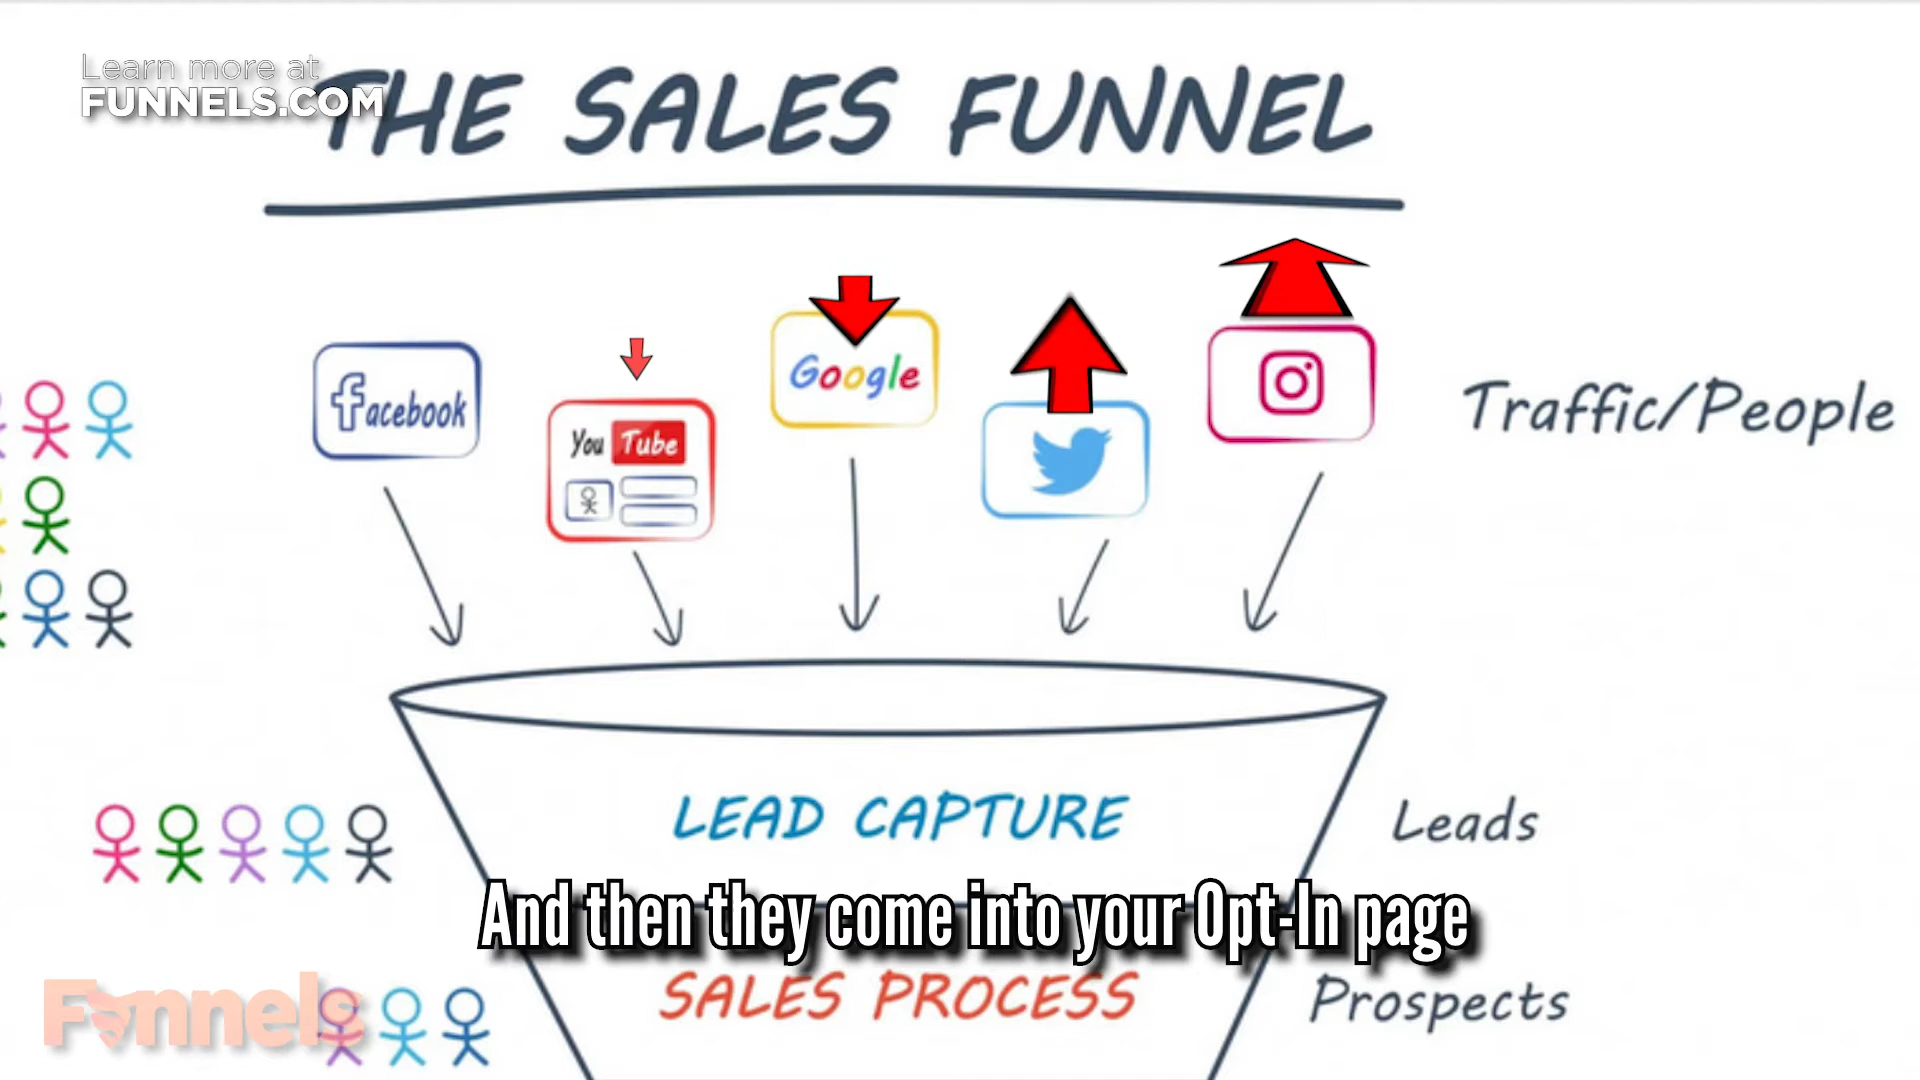 Learn more at
FUNNELS.COM
THE SALES FUNNEL
facebook
You Tube
Google
Traffic/People
LEAD CAPTURE
Leads
And then they come into your Opt-In page
SALES PROCESS
Prospects
Funnels